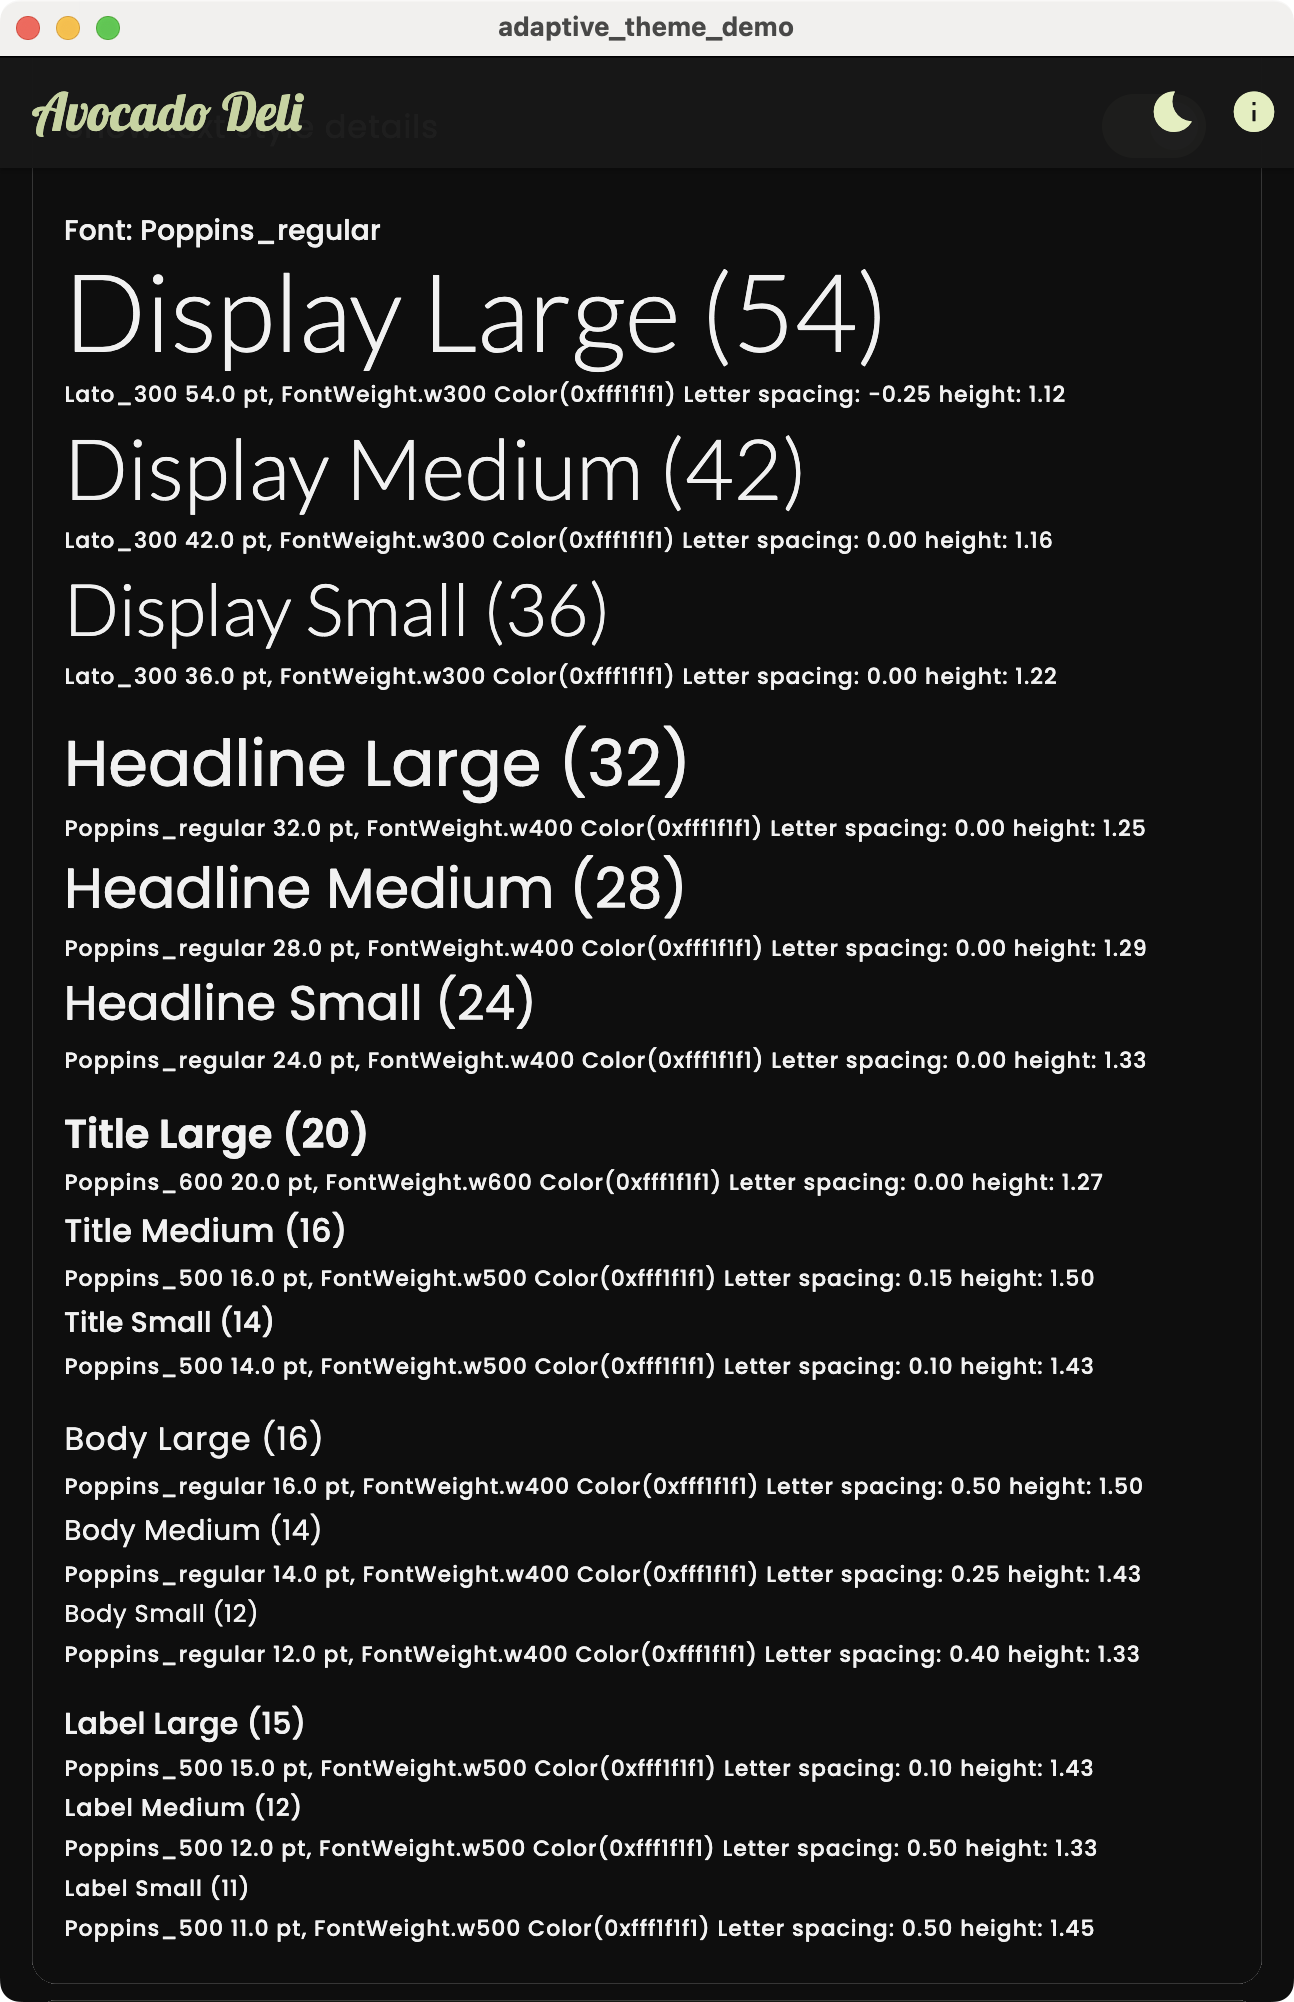 adaptive_theme_demo
Avocado Deli
style details
Font: Poppins_regular
Display Large (54)
Lato_300 54.0 pt, FontWeight.w300 Color(0xfff1f1f1) Letter spacing: -0.25 height: 1.12
Display Medium (42)
Lato_300 42.0 pt, FontWeight.w300 Color(0xfff1f1f1) Letter spacing: 0.00 height: 1.16
Display Small (36)
Lato_300 36.0 pt, FontWeight.w300 Color(0xfff1f1f1) Letter spacing: 0.00 height: 1.22
Headline Large (32)
Poppins_regular 32.0 pt, FontWeight.w400 Color(0xfff1f1f1) Letter spacing: 0.00 height: 1.25
Headline Medium (28)
Poppins_regular 28.0 pt, FontWeight.w400 Color(0xfff1f1f1) Letter spacing: 0.00 height: 1.29
Headline Small (24)
Poppins_regular 24.0 pt, FontWeight.w400 Color(0xfff1f1f1) Letter spacing: 0.00 height: 1.33
Title Large (20)
Poppins_600 20.0 pt, FontWeight.w600 Color(0xfff1f1f1) Letter spacing: 0.00 height: 1.27
Title Medium (16)
Poppins_500 16.0 pt, FontWeight.w500 Color(0xfff1f1f1) Letter spacing: 0.15 height: 1.50
Title Small (14)
Poppins_500 14.0 pt, FontWeight.w500 Color(0xfff1f1f1) Letter spacing: 0.10 height: 1.43
Body Large (16)
Poppins_regular 16.0 pt, FontWeight.w400 Color(0xfff1f1f1) Letter spacing: 0.50 height: 1.50
Body Medium (14)
Poppins_regular 14.0 pt, FontWeight.w400 Color(0xfff1f1f1) Letter spacing: 0.25 height: 1.43
Body Small (12)
Poppins_regular 12.0 pt, FontWeight.w400 Color(0xfff1f1f1) Letter spacing: 0.40 height: 1.33
Label Large (15)
Poppins_500 15.0 pt, FontWeight.w500 Color(0xfff1f1f1) Letter spacing: 0.10 height: 1.43
Label Medium (12)
Poppins_500 12.0 pt, FontWeight.w500 Color(0xfff1f1f1) Letter spacing: 0.50 height: 1.33
Label Small (11)
Poppins_500 11.0 pt, FontWeight.w500 Color(0xfff1f1f1) Letter spacing: 0.50 height: 1.45